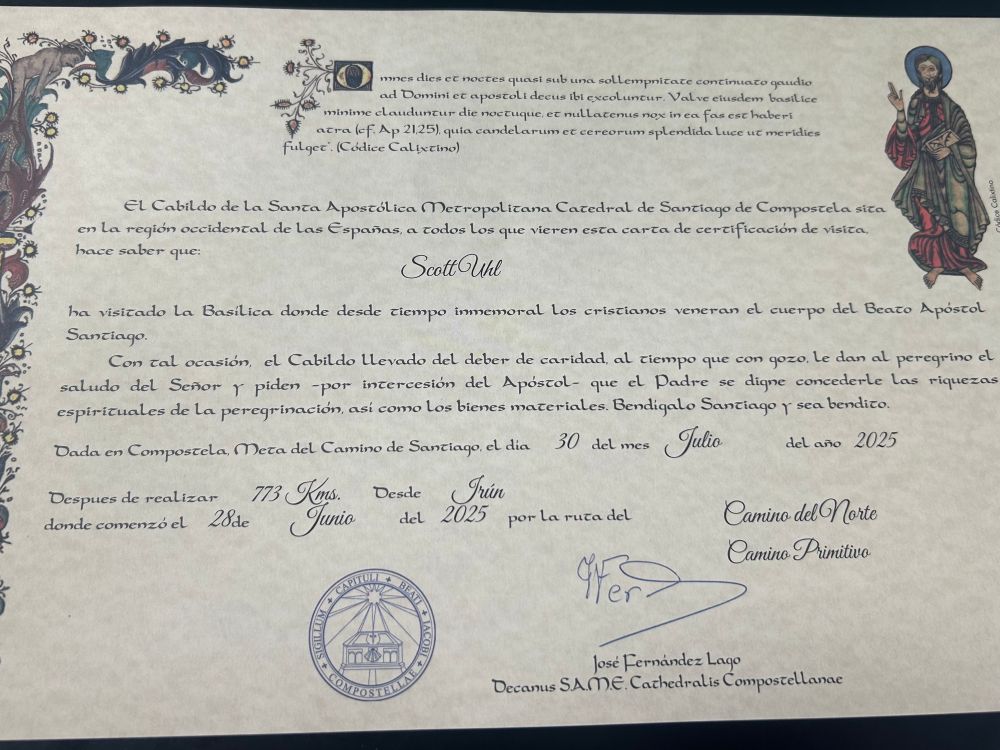 Omnes dies et noctes quasi sub una sollempnitate continuato gaudio
ad Domini et apostoli decus ibi excoluntur. Valve eiusdem basilice
minime clauduntur die noctuque, et nullatenus nox in ea fas est haberi
atra (cf. Ap 21,25), quia candelarum et cereorum splendida luce ut meridies
fulget". (Códice Calixtino)
Códice Calixtino
El Cabildo de la Santa Apostólica Metropolitana Catedral de Santiago de Compostela sita
en la región occidental de las Españas, a todos los que vieren esta carta de certificación de visita,
hace saber que:
Scott Uhl
ha visitado la Basílica donde desde tiempo inmemoral los cristianos veneran el cuerpo del Beato Apóstol
Santiago.
Con tal ocasión, el Cabildo llevado del deber de caridad, al tiempo que con gozo, le dan al peregrino el
saludo del Señor y piden -por intercesión del Apóstol- que el Padre se digne concederle las riquezas
espirituales de la peregrinación, así como los bienes materiales. Bendígalo Santiago y sea bendito.
Dada en Compostela, Meta del Camino de Santiago, el dia 30 del mes Julio del año 2025
Despues de realizar 773 Kms. Desde Irún
donde comenzó el 28 de Junio del 2025 por la ruta del Camino del Norte
Camino Primitivo
SIGILLUM + CAPITULI + BEATI + IACOBI + COMPOSTELLAE +
José Fernández Lago
Decanus S.A.M.E. Cathedralis Compostellanae